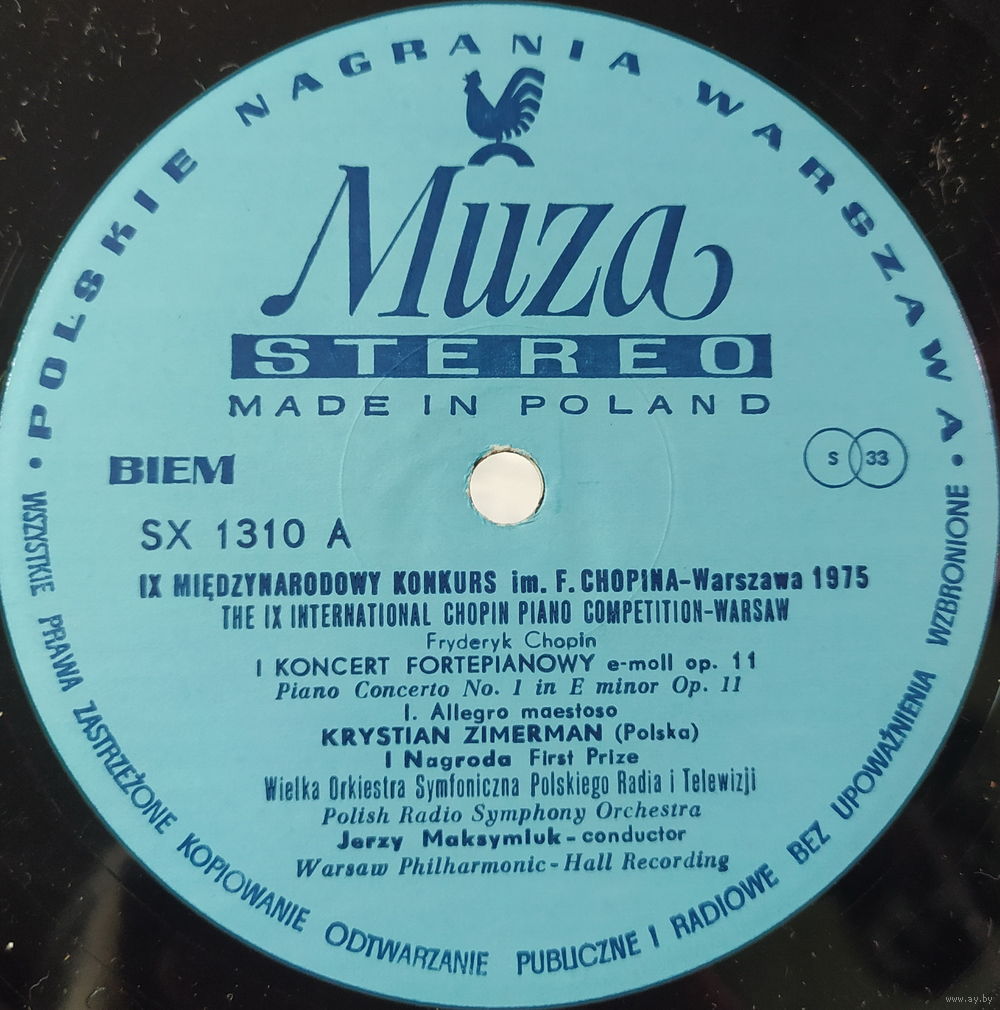 • POLSKIE NAGRANIA WARSZAWA •
Muza
STEREO
MADE IN POLAND
BIEM
S 33
SX 1310 A
IX MIĘDZYNARODOWY KONKURS im. F. CHOPINA-Warszawa 1975
THE IX INTERNATIONAL CHOPIN PIANO COMPETITION-WARSAW
Fryderyk Chopin
I KONCERT FORTEPIANOWY e-moll op. 11
Piano Concerto No. 1 in E minor Op. 11
I. Allegro maestoso
KRYSTIAN ZIMERMAN (Polska)
I Nagroda First Prize
Wielka Orkiestra Symfoniczna Polskiego Radia i Telewizji
Polish Radio Symphony Orchestra
Jerzy Maksymiuk - conductor
Warsaw Philharmonic-Hall Recording
WSZYSTKIE PRAWA ZASTRZEŻONE KOPIOWANIE ODTWARZANIE PUBLICZNE I RADIOWE BEZ UPOWAŻNIENIA WZBRONIONE
www.ay.by